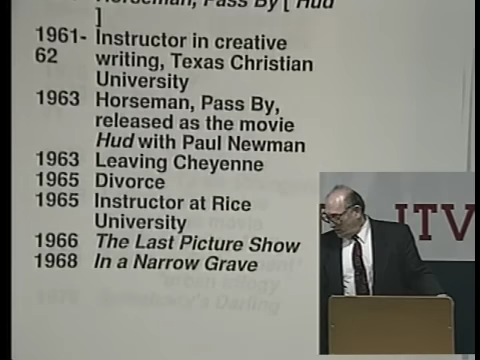 Horseman, Pass By [ Hud
]
1961- Instructor in creative
62 writing, Texas Christian
University
1963 Horseman, Pass By,
released as the movie
Hud with Paul Newman
1963 Leaving Cheyenne
1965 Divorce
1965 Instructor at Rice
University
1966 The Last Picture Show
1968 In a Narrow Grave
ITV